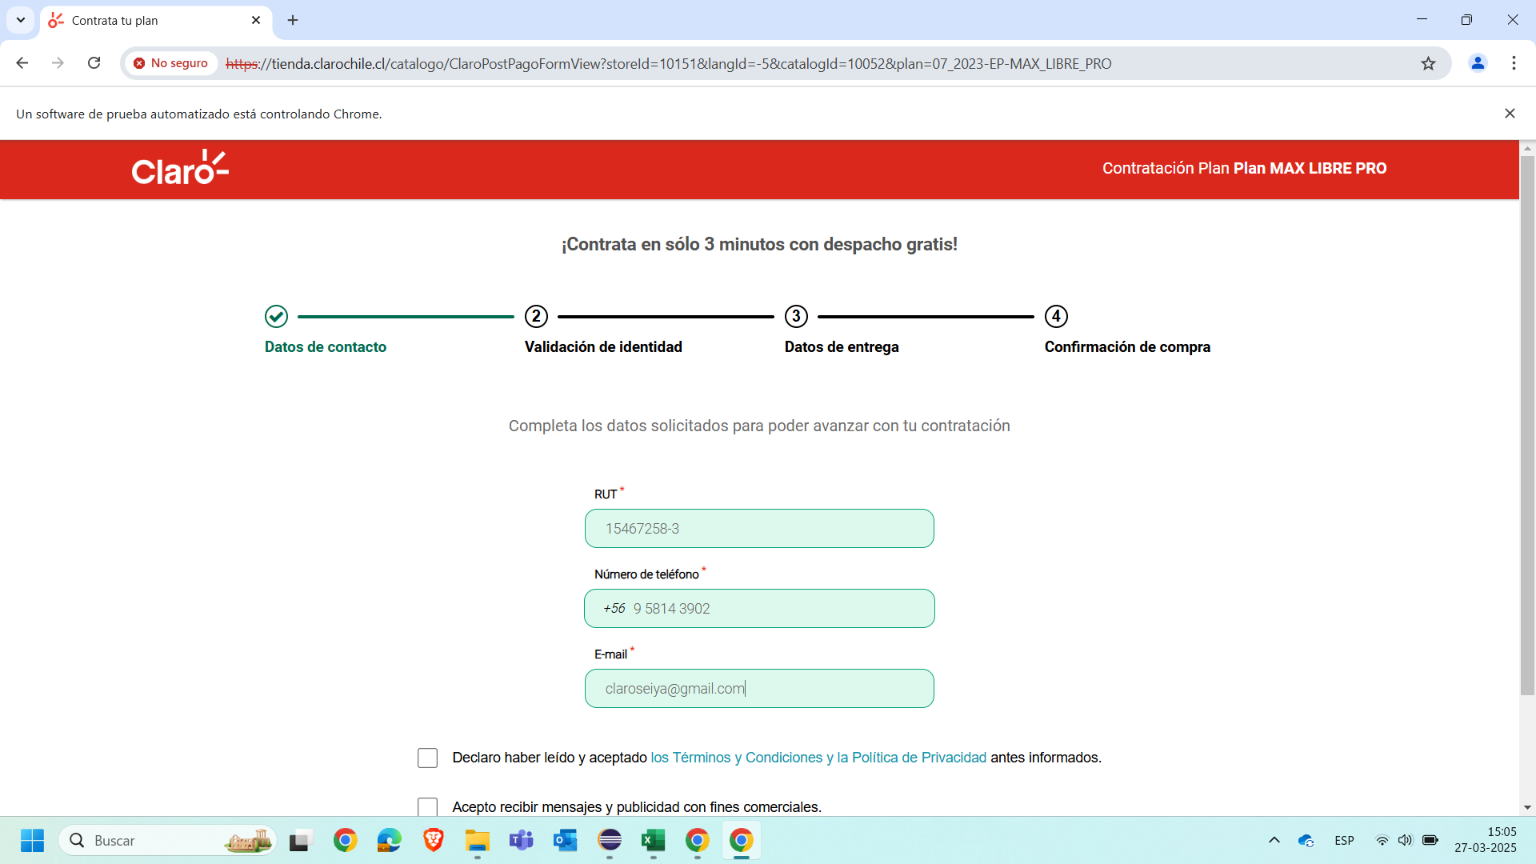 Contrata tu plan
No seguro
https://tienda.clarochile.cl/catalogo/ClaroPostPagoFormView?storeId=10151&langId=-5&catalogId=10052&plan=07_2023-EP-MAX_LIBRE_PRO
Un software de prueba automatizado está controlando Chrome.
Claro
Contratación Plan Plan MAX LIBRE PRO
¡Contrata en sólo 3 minutos con despacho gratis!
2
3
4
Datos de contacto
Validación de identidad
Datos de entrega
Confirmación de compra
Completa los datos solicitados para poder avanzar con tu contratación
RUT *
15467258-3
Número de teléfono *
+56 9 5814 3902
E-mail *
claroseiya@gmail.com
Declaro haber leído y aceptado los Términos y Condiciones y la Política de Privacidad antes informados.
Acepto recibir mensajes y publicidad con fines comerciales.
Buscar
ESP
15:05
27-03-2025